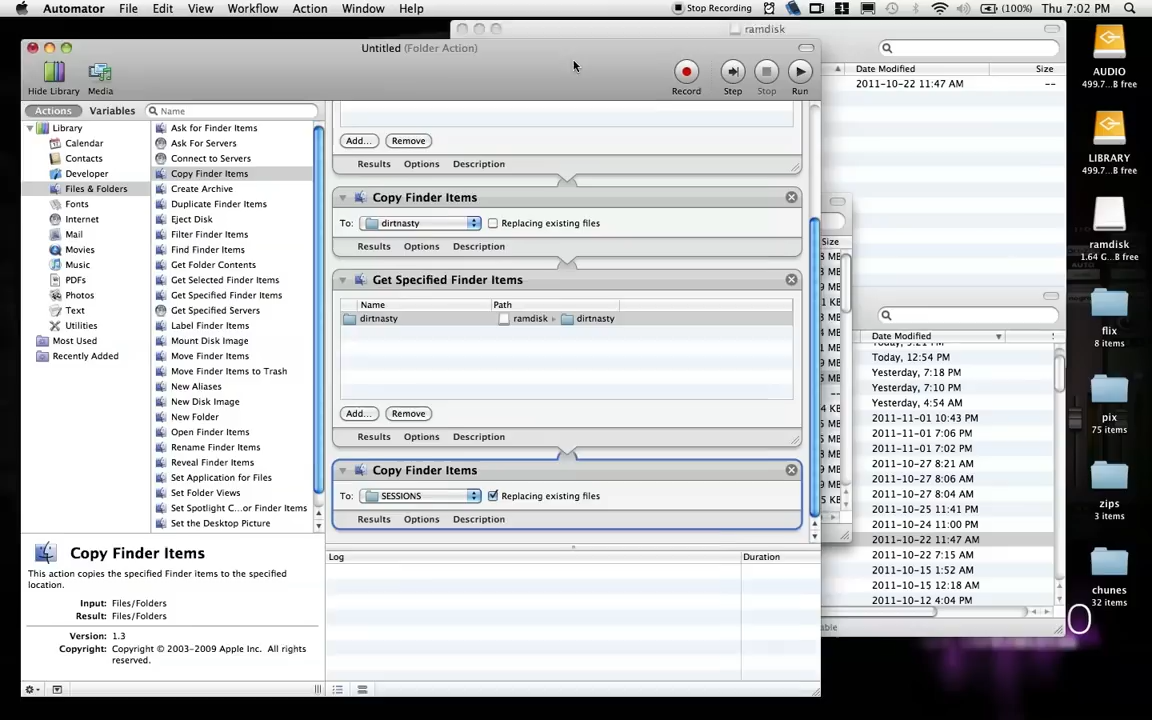 Automator File Edit View Workflow Action Window Help
Stop Recording (100%) Thu 7:02 PM
ramdisk
Untitled (Folder Action)
Hide Library Media Record Step Stop Run
Date Modified Size
2011-10-22 11:47 AM --
Actions Variables Name
Library
Calendar
Contacts
Developer
Files & Folders
Fonts
Internet
Mail
Movies
Music
PDFs
Photos
Text
Utilities
Most Used
Recently Added
Ask for Finder Items
Ask For Servers
Connect to Servers
Copy Finder Items
Create Archive
Duplicate Finder Items
Eject Disk
Filter Finder Items
Find Finder Items
Get Folder Contents
Get Selected Finder Items
Get Specified Finder Items
Get Specified Servers
Label Finder Items
Mount Disk Image
Move Finder Items
Move Finder Items to Trash
New Aliases
New Disk Image
New Folder
Open Finder Items
Rename Finder Items
Reveal Finder Items
Set Application for Files
Set Folder Views
Set Spotlight C...or Finder Items
Set the Desktop Picture
Add... Remove
Results Options Description
Copy Finder Items
To: dirtnasty Replacing existing files
Results Options Description
Get Specified Finder Items
Name Path
dirtnasty ramdisk dirtnasty
Add... Remove
Results Options Description
Copy Finder Items
To: SESSIONS Replacing existing files
Results Options Description
Log Duration
Copy Finder Items
This action copies the specified Finder items to the specified
location.
Input: Files/Folders
Result: Files/Folders
Version: 1.3
Copyright: Copyright © 2003-2009 Apple Inc. All rights
reserved.
Size
Date Modified
Today, 12:54 PM
Yesterday, 7:18 PM
Yesterday, 7:10 PM
Yesterday, 4:54 AM
2011-11-01 10:43 PM
2011-11-01 7:06 PM
2011-11-01 7:02 PM
2011-10-27 8:21 AM
2011-10-27 8:06 AM
2011-10-27 8:04 AM
2011-10-25 11:41 PM
2011-10-24 11:00 PM
2011-10-22 11:47 AM
2011-10-22 7:15 AM
2011-10-15 1:52 AM
2011-10-15 12:18 AM
2011-10-12 4:04 PM
AUDIO
499.7...B free
LIBRARY
499.7...B free
ramdisk
1.64 G...B free
flix
8 items
pix
75 items
zips
3 items
chunes
32 items